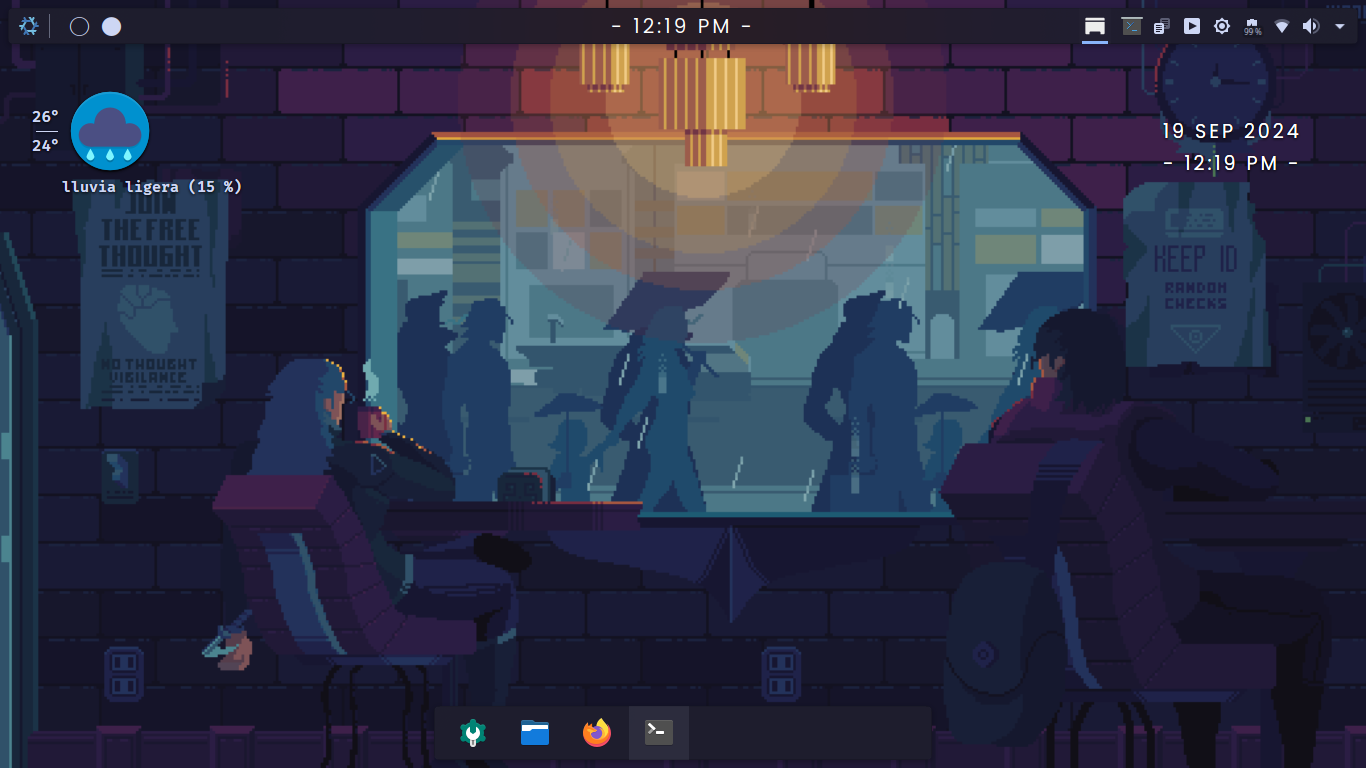 - 12:19 PM -
99%
26°
24°
lluvia ligera (15 %)
19 SEP 2024
- 12:19 PM -
JOIN
THE FREE
THOUGHT
NO THOUGHT
VIGILANCE
KEEP ID
RANDOM
CHECKS